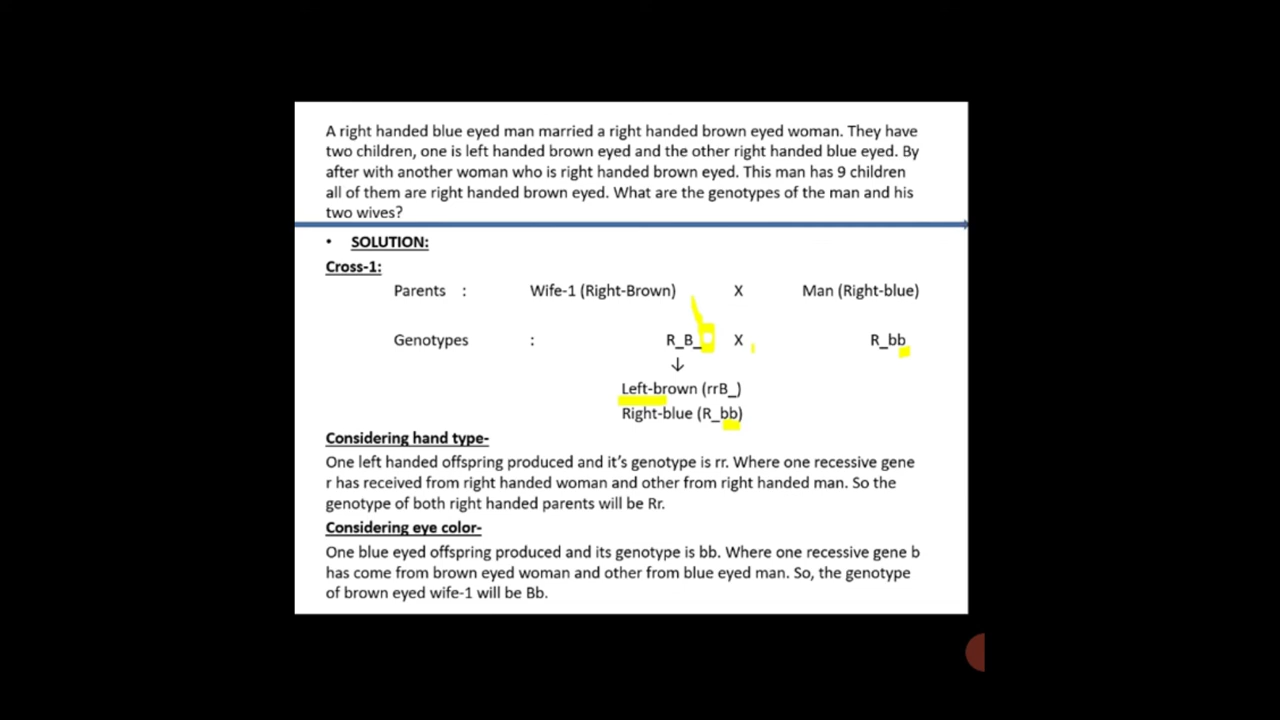 A right handed blue eyed man married a right handed brown eyed woman. They have
two children, one is left handed brown eyed and the other right handed blue eyed. By
after with another woman who is right handed brown eyed. This man has 9 children
all of them are right handed brown eyed. What are the genotypes of the man and his
two wives?
• SOLUTION:
Cross-1:
Parents : Wife-1 (Right-Brown) X Man (Right-blue)
Genotypes : R_B_ X R_bb
↓
Left-brown (rrB_)
Right-blue (R_bb)
Considering hand type-
One left handed offspring produced and it's genotype is rr. Where one recessive gene
r has received from right handed woman and other from right handed man. So the
genotype of both right handed parents will be Rr.
Considering eye color-
One blue eyed offspring produced and its genotype is bb. Where one recessive gene b
has come from brown eyed woman and other from blue eyed man. So, the genotype
of brown eyed wife-1 will be Bb.